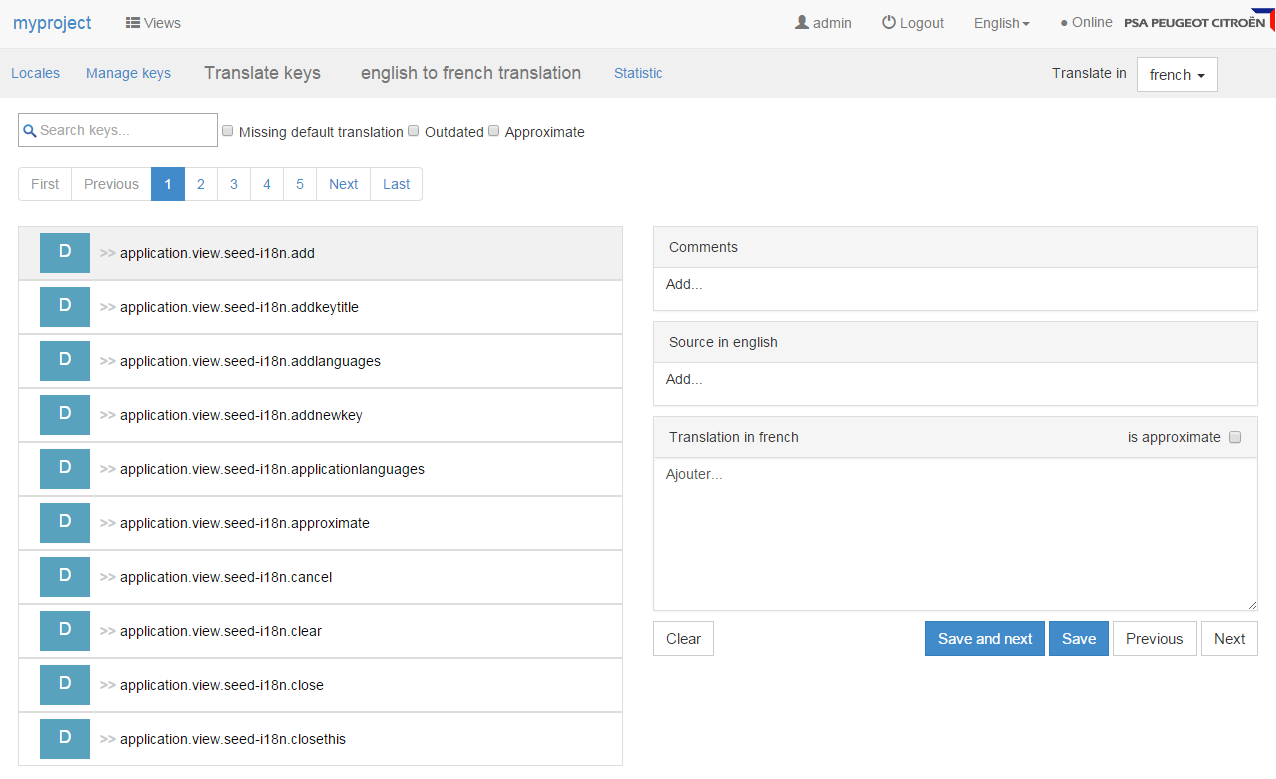 myproject Views admin Logout English Online PSA PEUGEOT CITROËN
Locales Manage keys Translate keys english to french translation Statistic Translate in french
Search keys... Missing default translation Outdated Approximate
First Previous 1 2 3 4 5 Next Last
D >> application.view.seed-i18n.add
D >> application.view.seed-i18n.addkeytitle
D >> application.view.seed-i18n.addlanguages
D >> application.view.seed-i18n.addnewkey
D >> application.view.seed-i18n.applicationlanguages
D >> application.view.seed-i18n.approximate
D >> application.view.seed-i18n.cancel
D >> application.view.seed-i18n.clear
D >> application.view.seed-i18n.close
D >> application.view.seed-i18n.closethis
Comments
Add...
Source in english
Add...
Translation in french is approximate
Ajouter...
Clear Save and next Save Previous Next